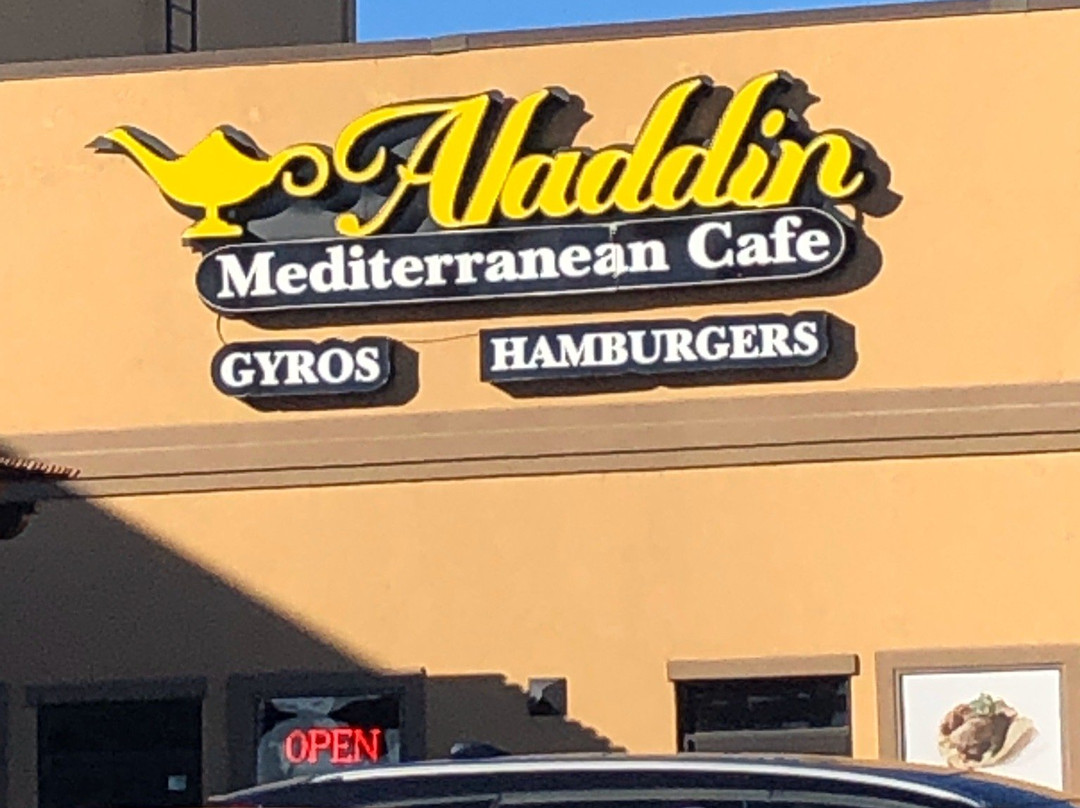 Aladdin
Mediterranean Cafe
GYROS HAMBURGERS
OPEN